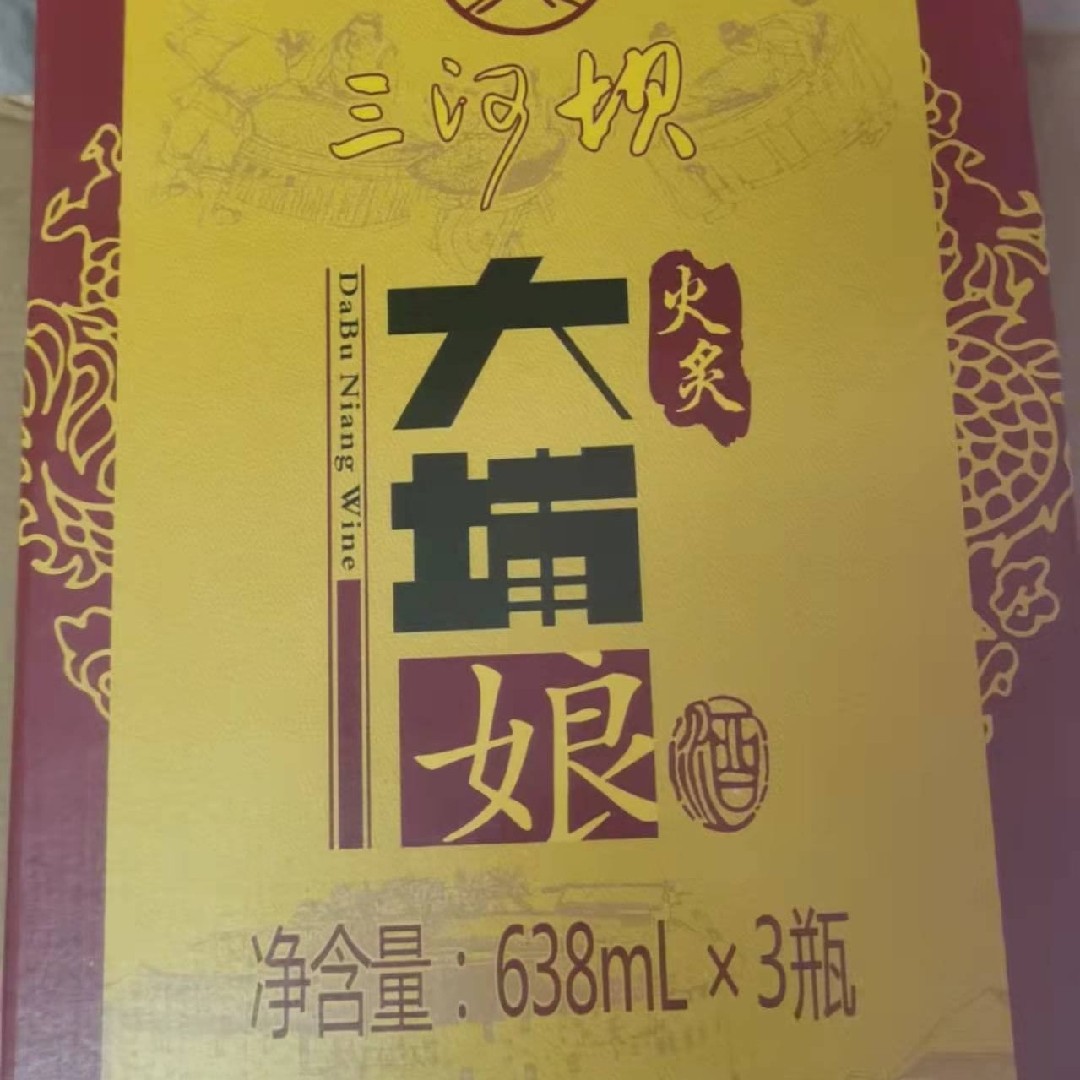 三河坝
火炙
DaBu Niang Wine
大埔
娘
酒
净含量：638mL×3瓶